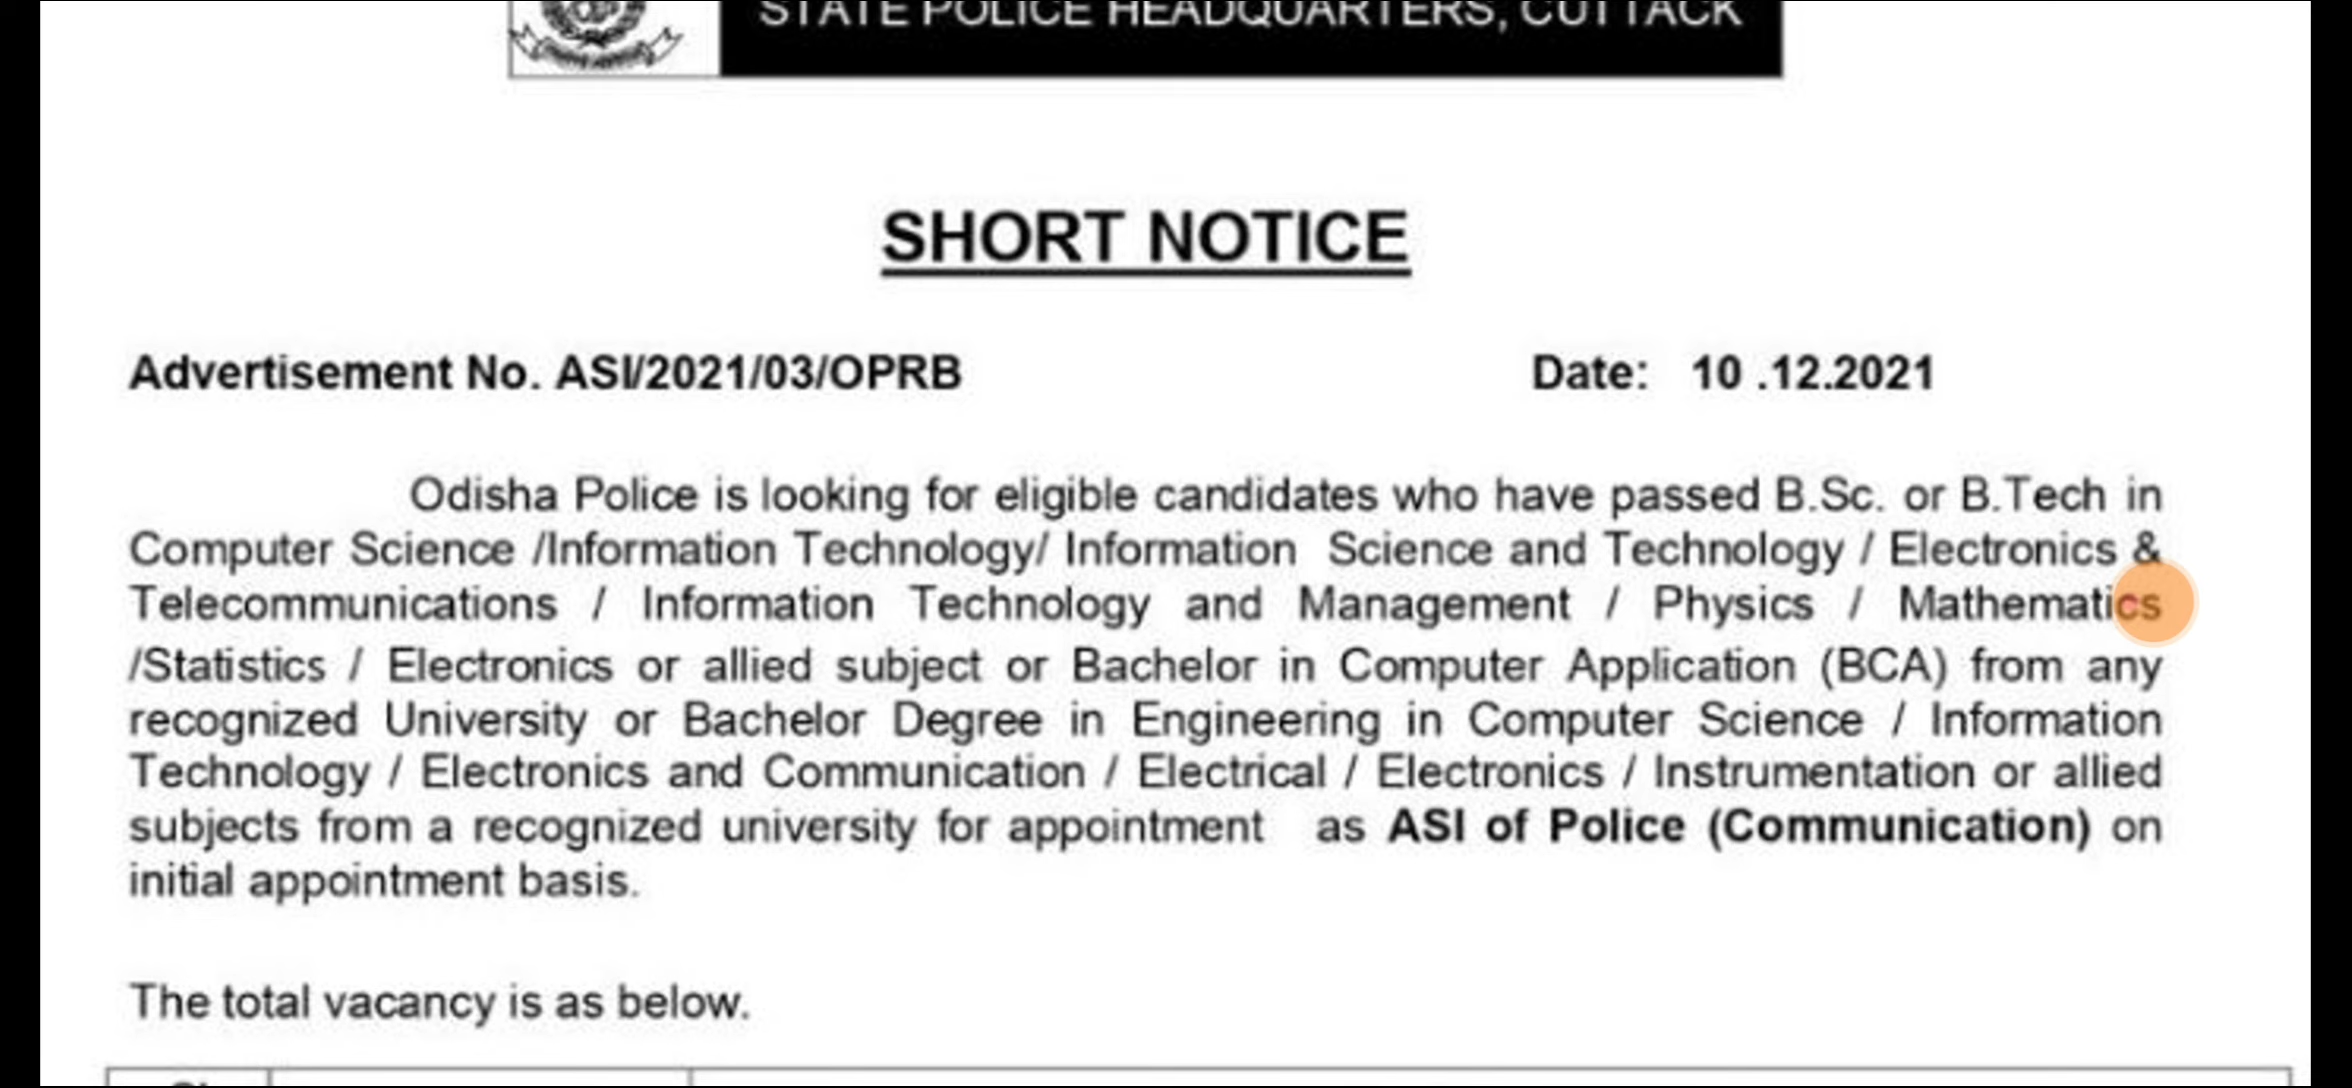 STATE POLICE HEADQUARTERS, CUTTACK
SHORT NOTICE
Advertisement No. ASI/2021/03/OPRB Date: 10 .12.2021
Odisha Police is looking for eligible candidates who have passed B.Sc. or B.Tech in
Computer Science /Information Technology/ Information Science and Technology / Electronics &
Telecommunications / Information Technology and Management / Physics / Mathematics
/Statistics / Electronics or allied subject or Bachelor in Computer Application (BCA) from any
recognized University or Bachelor Degree in Engineering in Computer Science / Information
Technology / Electronics and Communication / Electrical / Electronics / Instrumentation or allied
subjects from a recognized university for appointment as ASI of Police (Communication) on
initial appointment basis.
The total vacancy is as below.